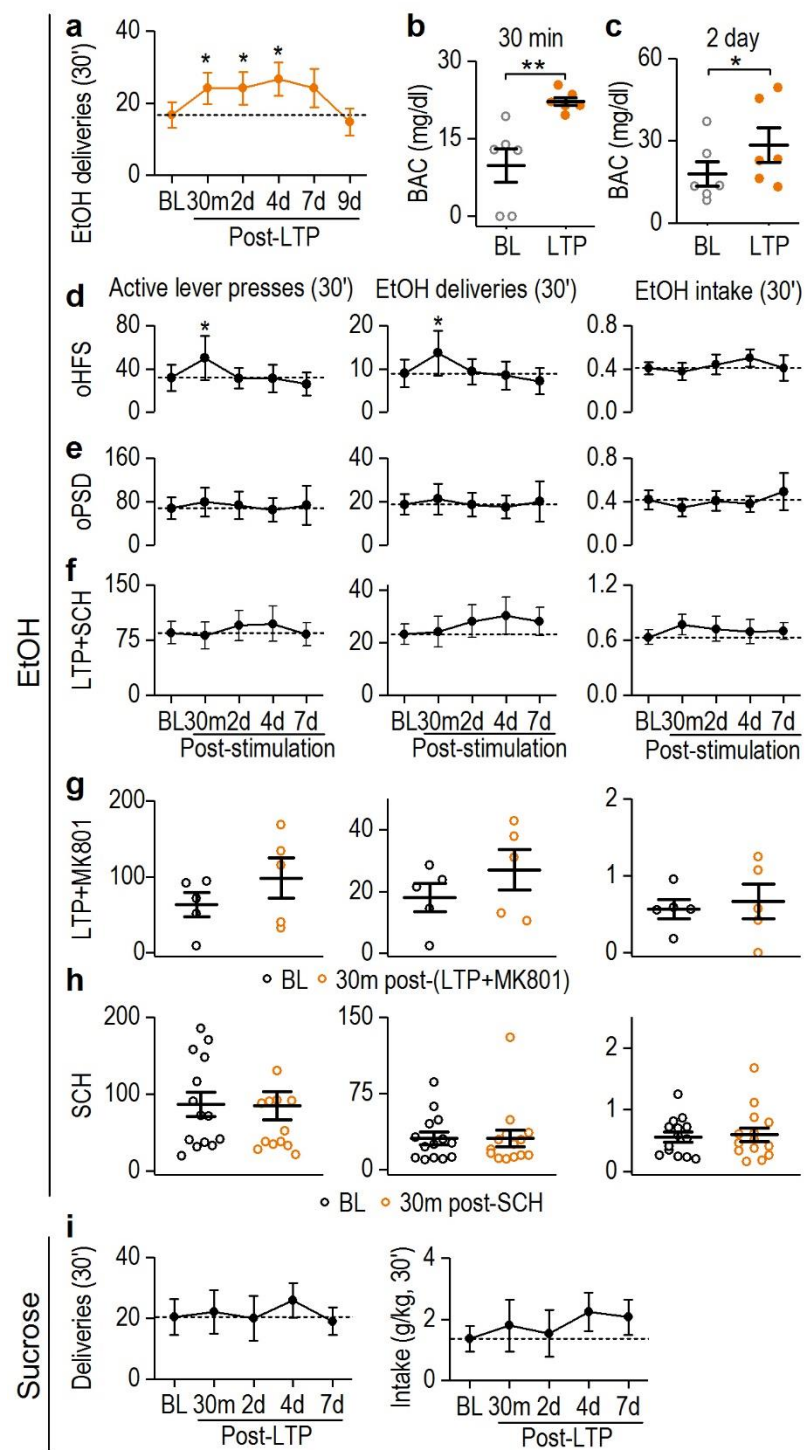 a
EtOH deliveries (30')
40
20
0
* * *
BL 30m 2d 4d 7d 9d
Post-LTP
b
30 min
**
BAC (mg/dl)
30
15
0
BL LTP
c
2 day
*
BAC (mg/dl)
60
30
0
BL LTP
EtOH
d
Active lever presses (30') EtOH deliveries (30') EtOH intake (30')
oHFS
80
40
0
*
20
10
0
*
0.8
0.4
0.0
e
oPSD
160
80
0
40
20
0
0.8
0.4
0.0
f
LTP+SCH
150
75
0
40
20
0
1.2
0.6
0.0
BL 30m 2d 4d 7d
Post-stimulation
BL 30m 2d 4d 7d
Post-stimulation
BL 30m 2d 4d 7d
Post-stimulation
g
LTP+MK801
200
100
0
40
20
0
2
1
0
BL 30m post-(LTP+MK801)
h
SCH
200
100
0
150
75
0
2
1
0
BL 30m post-SCH
Sucrose
i
Deliveries (30')
40
20
0
BL 30m 2d 4d 7d
Post-LTP
Intake (g/kg, 30')
4
2
0
BL 30m 2d 4d 7d
Post-LTP